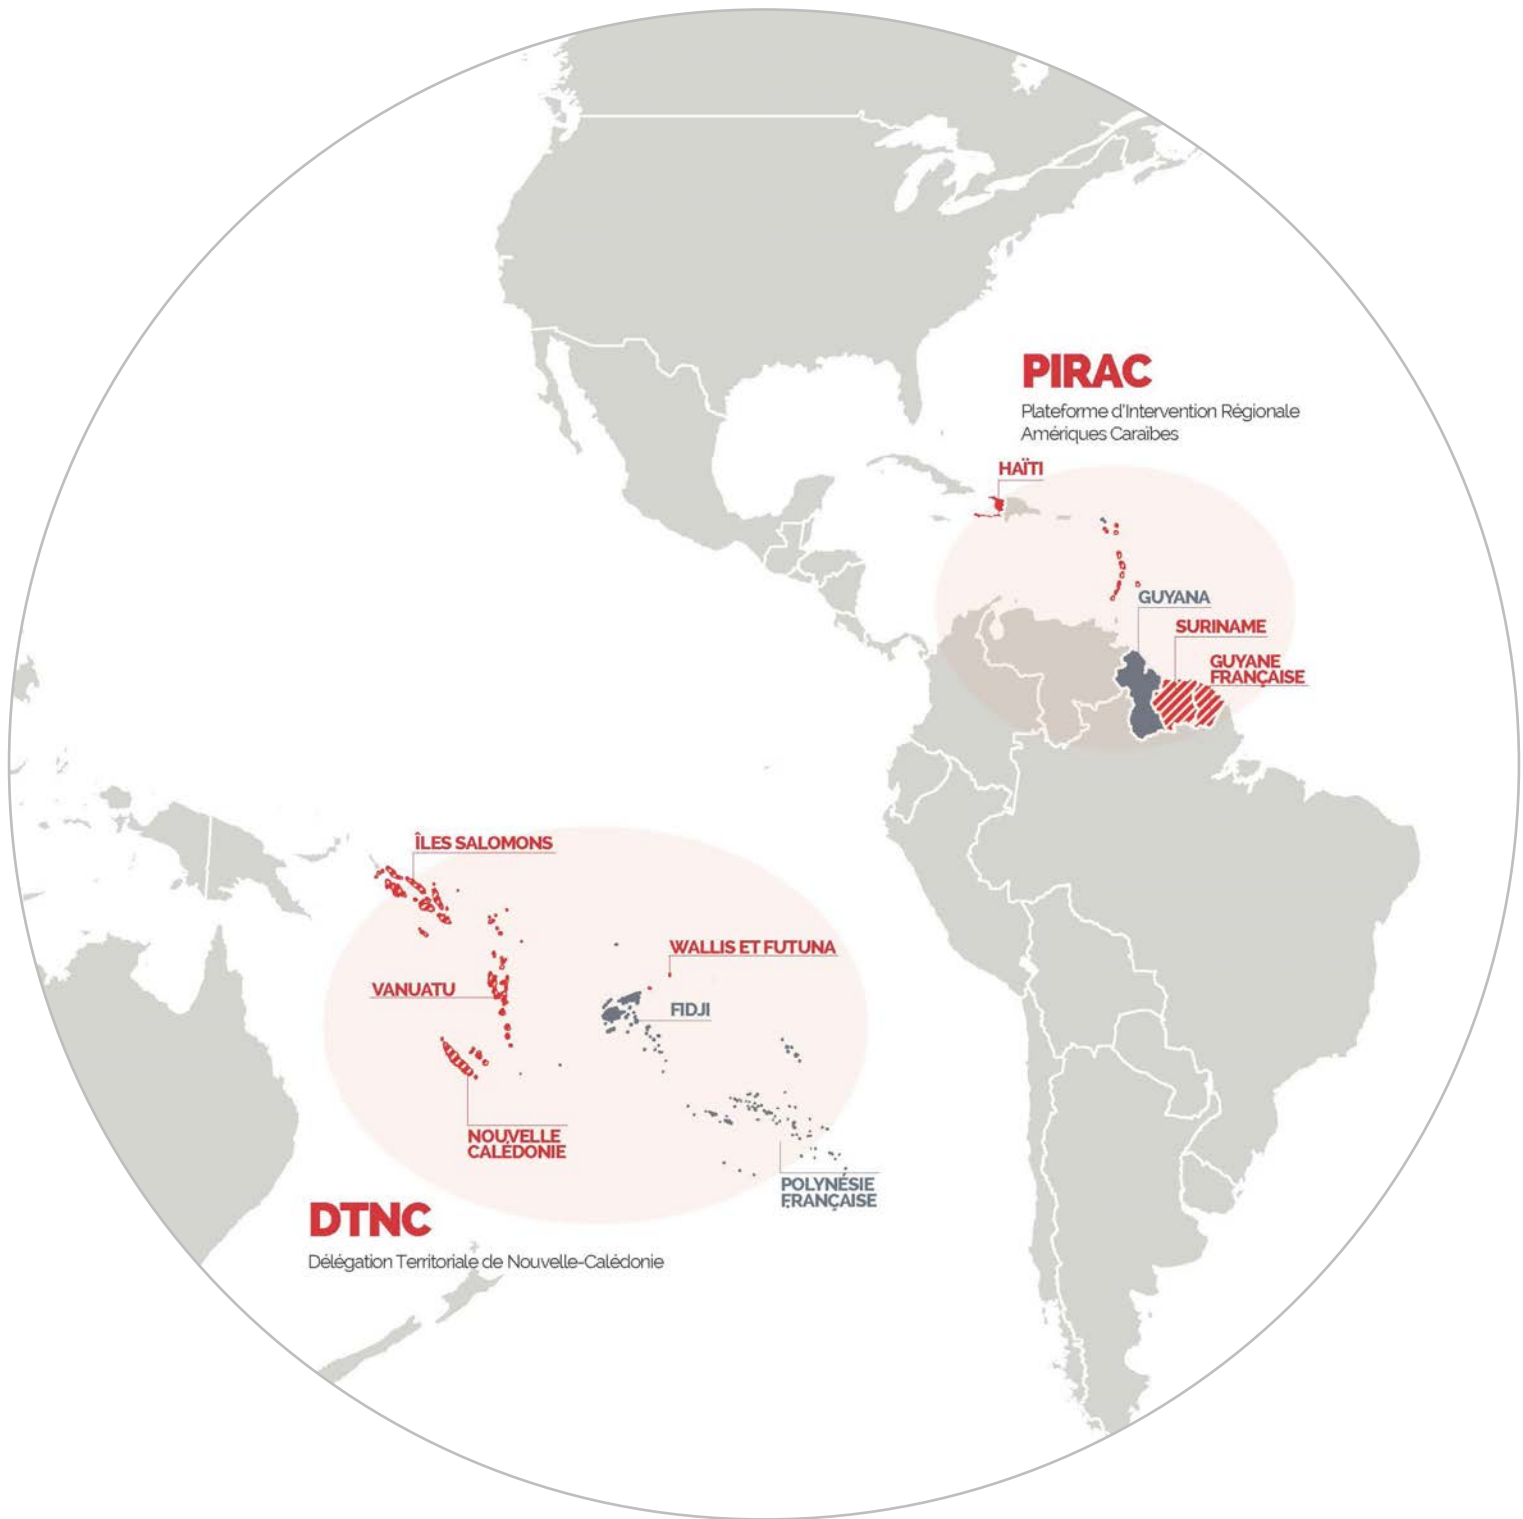 PIRAC
Plateforme d'Intervention Régionale
Amériques Caraïbes
HAÏTI
GUYANA
SURINAME
GUYANE
FRANÇAISE
ÎLES SALOMONS
WALLIS ET FUTUNA
VANUATU
FIDJI
NOUVELLE
CALÉDONIE
POLYNÉSIE
FRANÇAISE
DTNC
Délégation Territoriale de Nouvelle-Calédonie